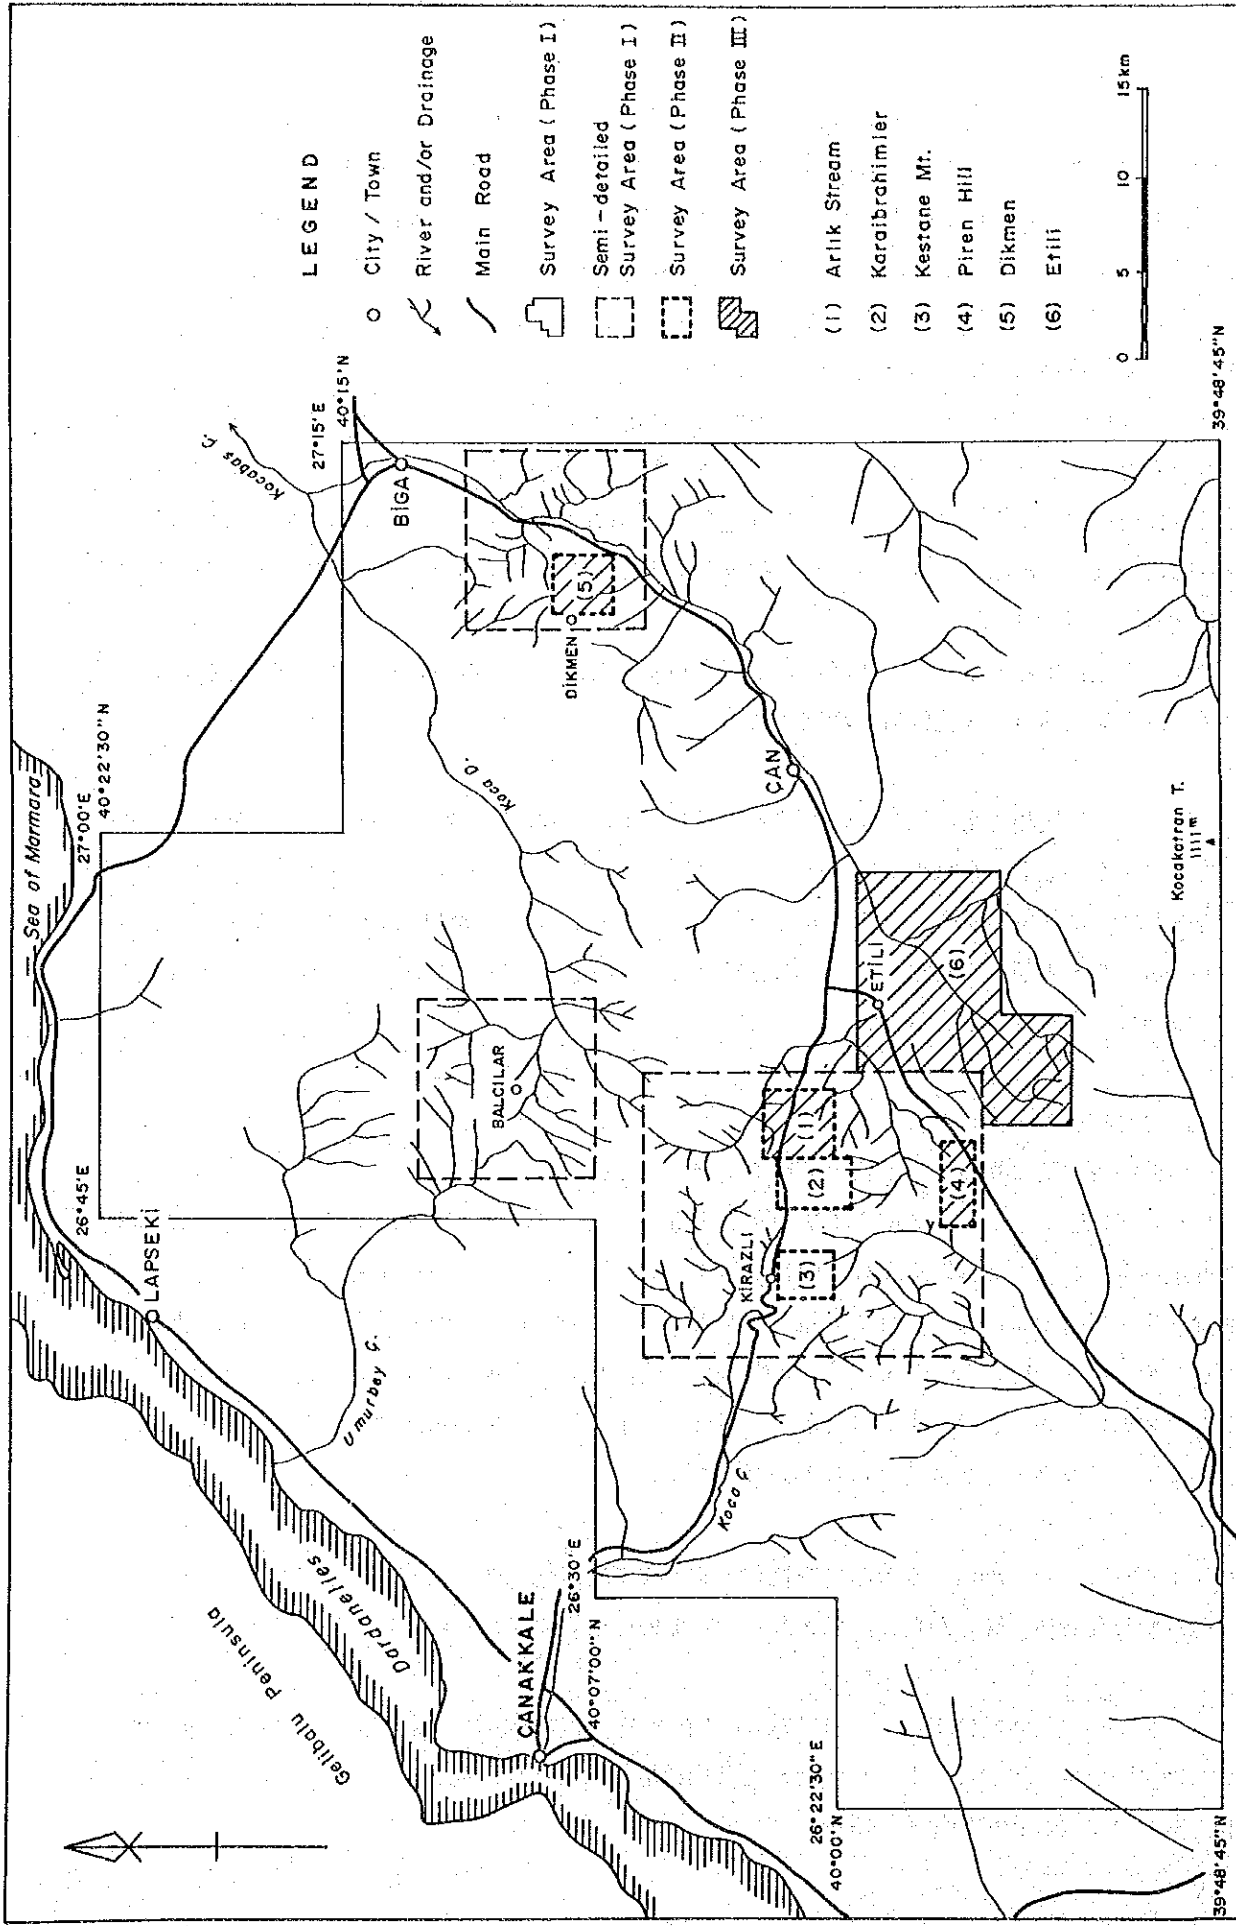 Sea of Marmara
27°00'E
40°22'30"N
26°45'E
LAPSEKİ
27°15'E
40°15'N
Kocabaş Ç.
BİGA
Umurbey Ç.
BALCILAR
Koca D.
DİKMEN
(5)
Gelibalu Peninsula
Dardanelles
ÇANAKKALE
26°30'E
40°07'00"N
Koca Ç.
KİRAZLI
(3)
(2)
(1)
(4)
ÇAN
ETİLİ
(6)
26°22'30"E
40°00'N
39°48'45"N
Kocakatran T.
1111m
39°48'45"N
LEGEND
City / Town
River and/or Drainage
Main Road
Survey Area ( Phase I )
Semi-detailed
Survey Area ( Phase I )
Survey Area ( Phase II )
Survey Area ( Phase III )
(1) Arlık Stream
(2) Karaibrahimler
(3) Kestane Mt.
(4) Piren Hill
(5) Dikmen
(6) Etili
0 5 10 15km